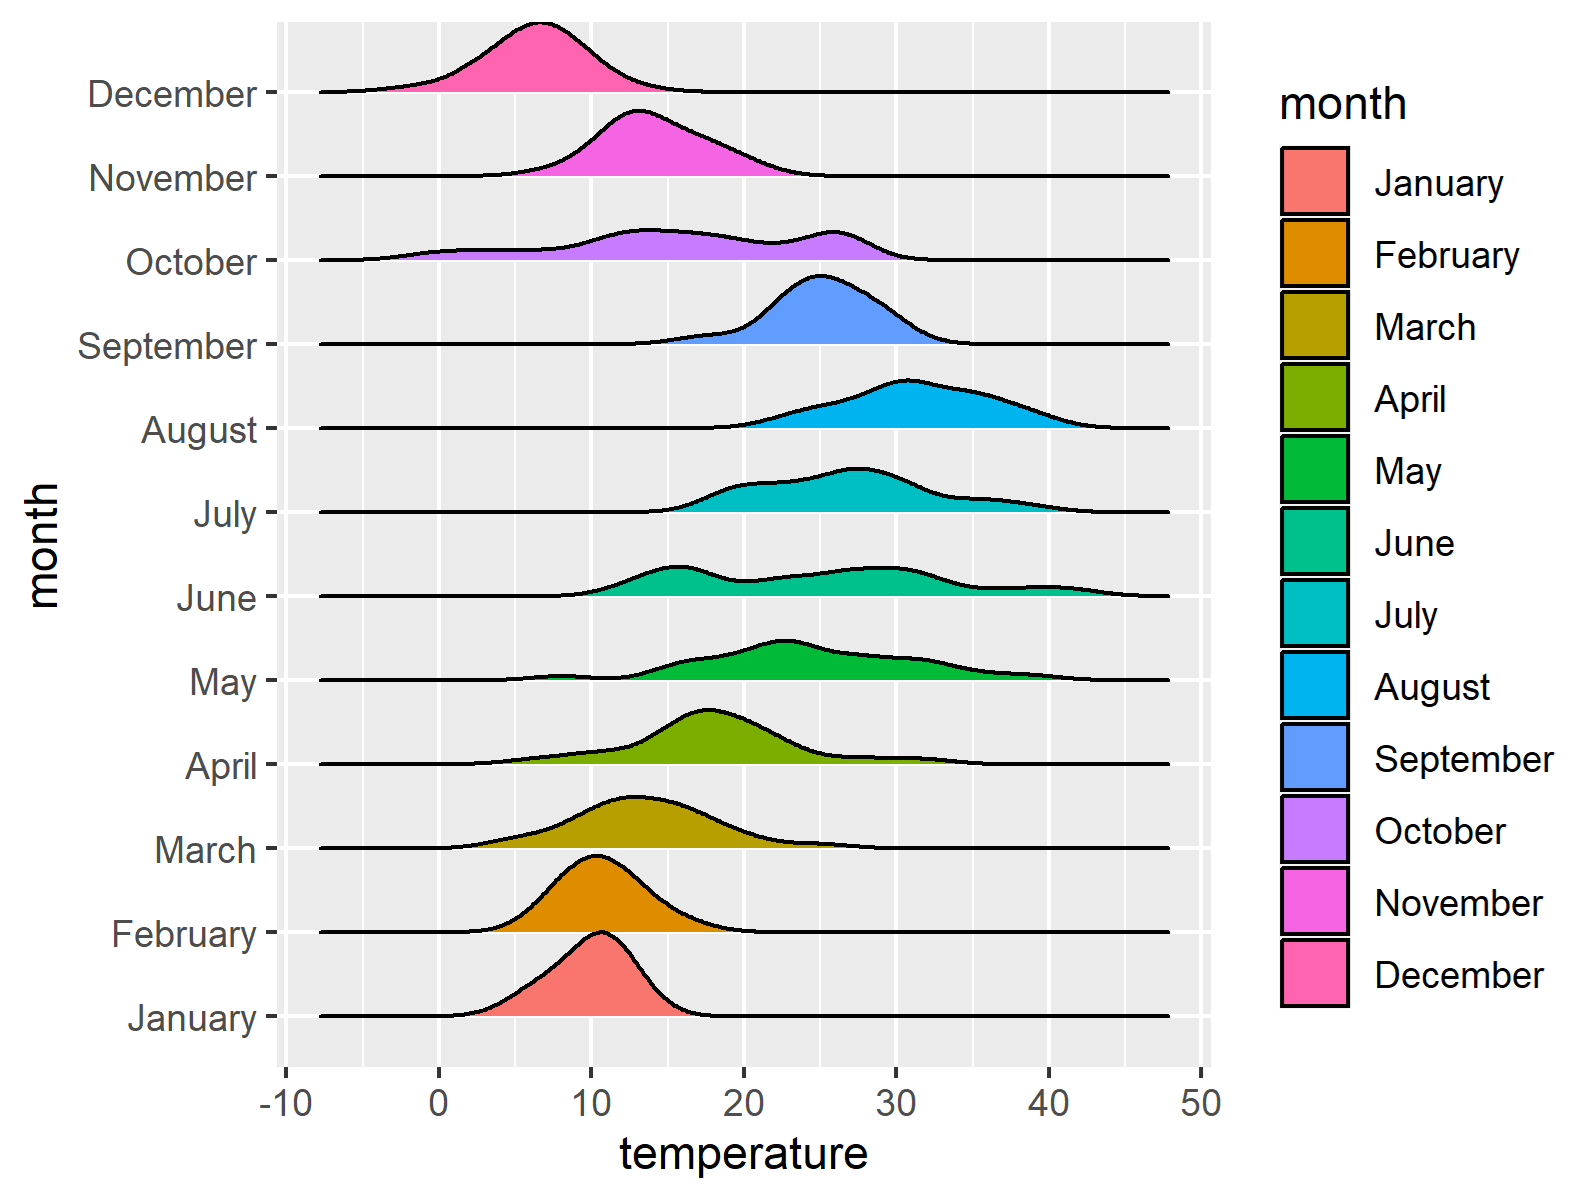 December
November
October
September
August
July
June
May
April
March
February
January
month
-10 0 10 20 30 40 50
temperature
month
January
February
March
April
May
June
July
August
September
October
November
December